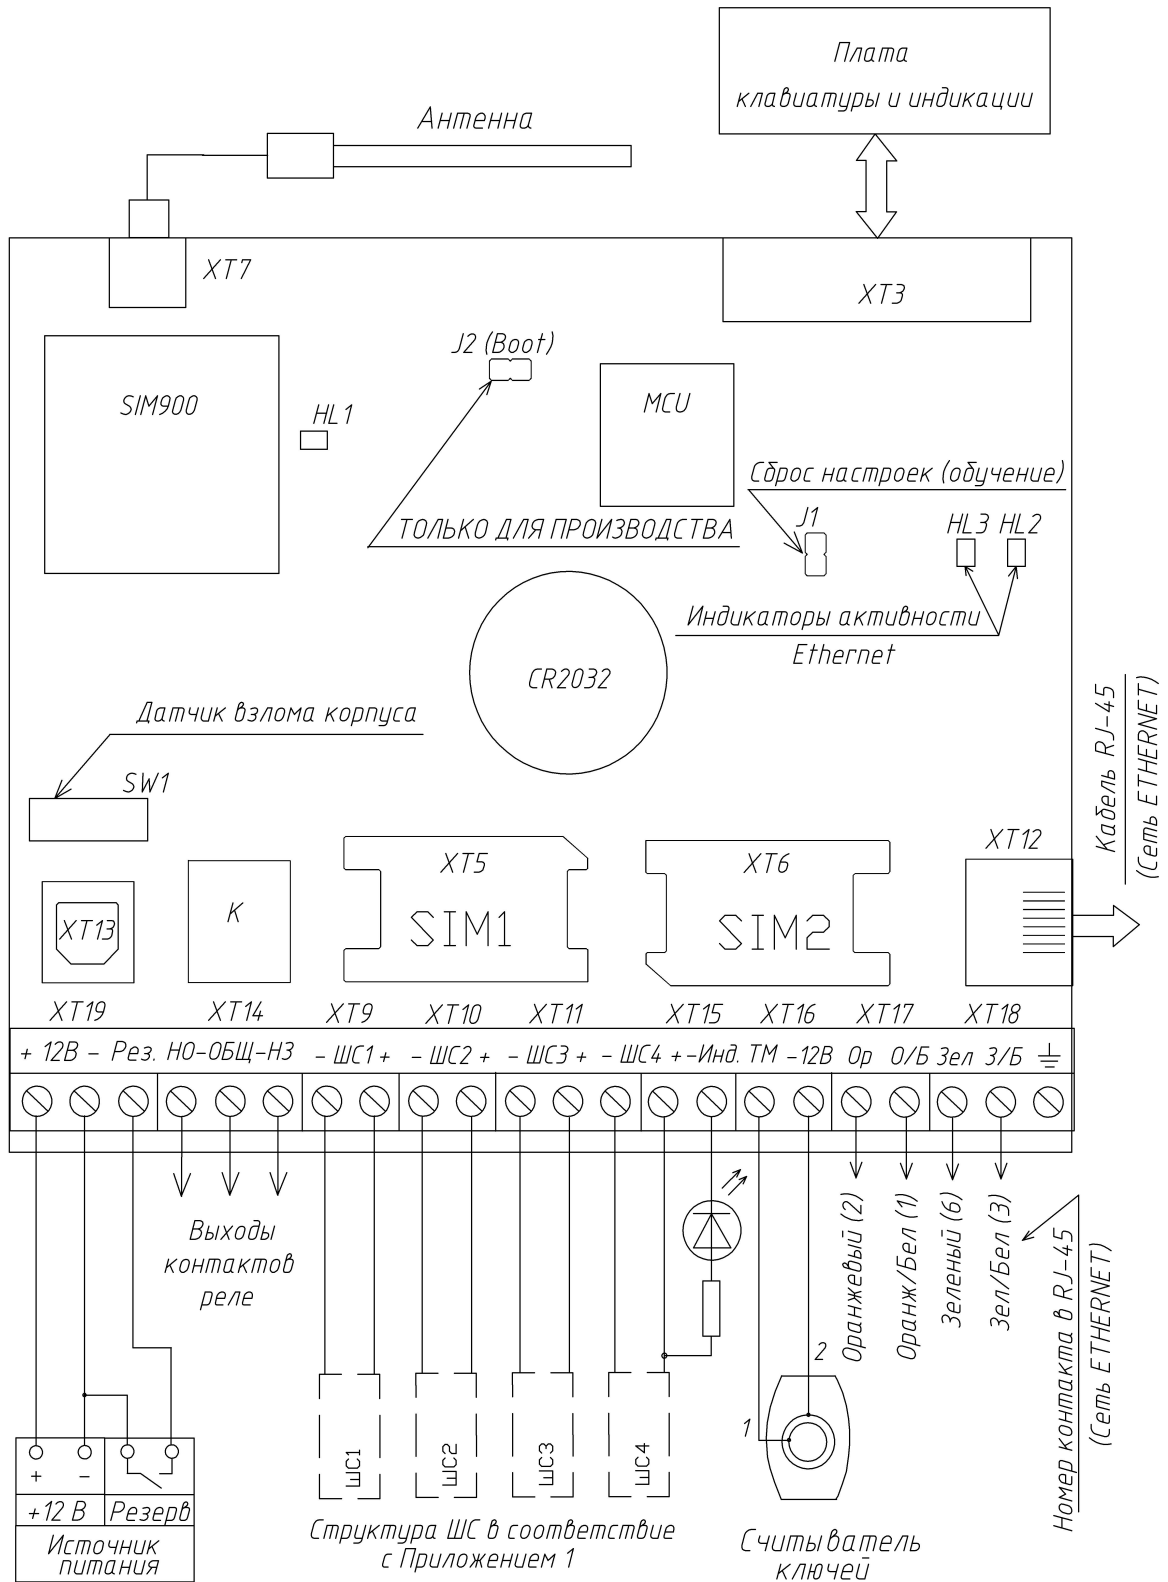 Плата
клавиатуры и индикации
Антенна
XT7
XT3
J2 (Boot)
SIM900
HL1
MCU
Сброс настроек (обучение)
ТОЛЬКО ДЛЯ ПРОИЗВОДСТВА
J1
HL3 HL2
Индикаторы активности
Ethernet
CR2032
Датчик взлома корпуса
SW1
Кабель RJ-45
(Сеть ETHERNET)
XT5
SIM1
XT6
SIM2
XT12
XT13
K
XT19 XT14 XT9 XT10 XT11 XT15 XT16 XT17 XT18
+ 12В - Рез. НО-ОБЩ-НЗ - ШС1 + - ШС2 + - ШС3 + - ШС4 + -Инд. ТМ -12В Ор О/Б Зел З/Б
Выходы
контактов
реле
Оранжевый (2)
Оранж/Бел (1)
Зеленый (6)
Зел/Бел (3)
Номер контакта в RJ-45
(Сеть ETHERNET)
1
2
ШС1
ШС2
ШС3
ШС4
+ -
+12 В Резерв
Источник
питания
Структура ШС в соответствие
с Приложением 1
Считыватель
ключей